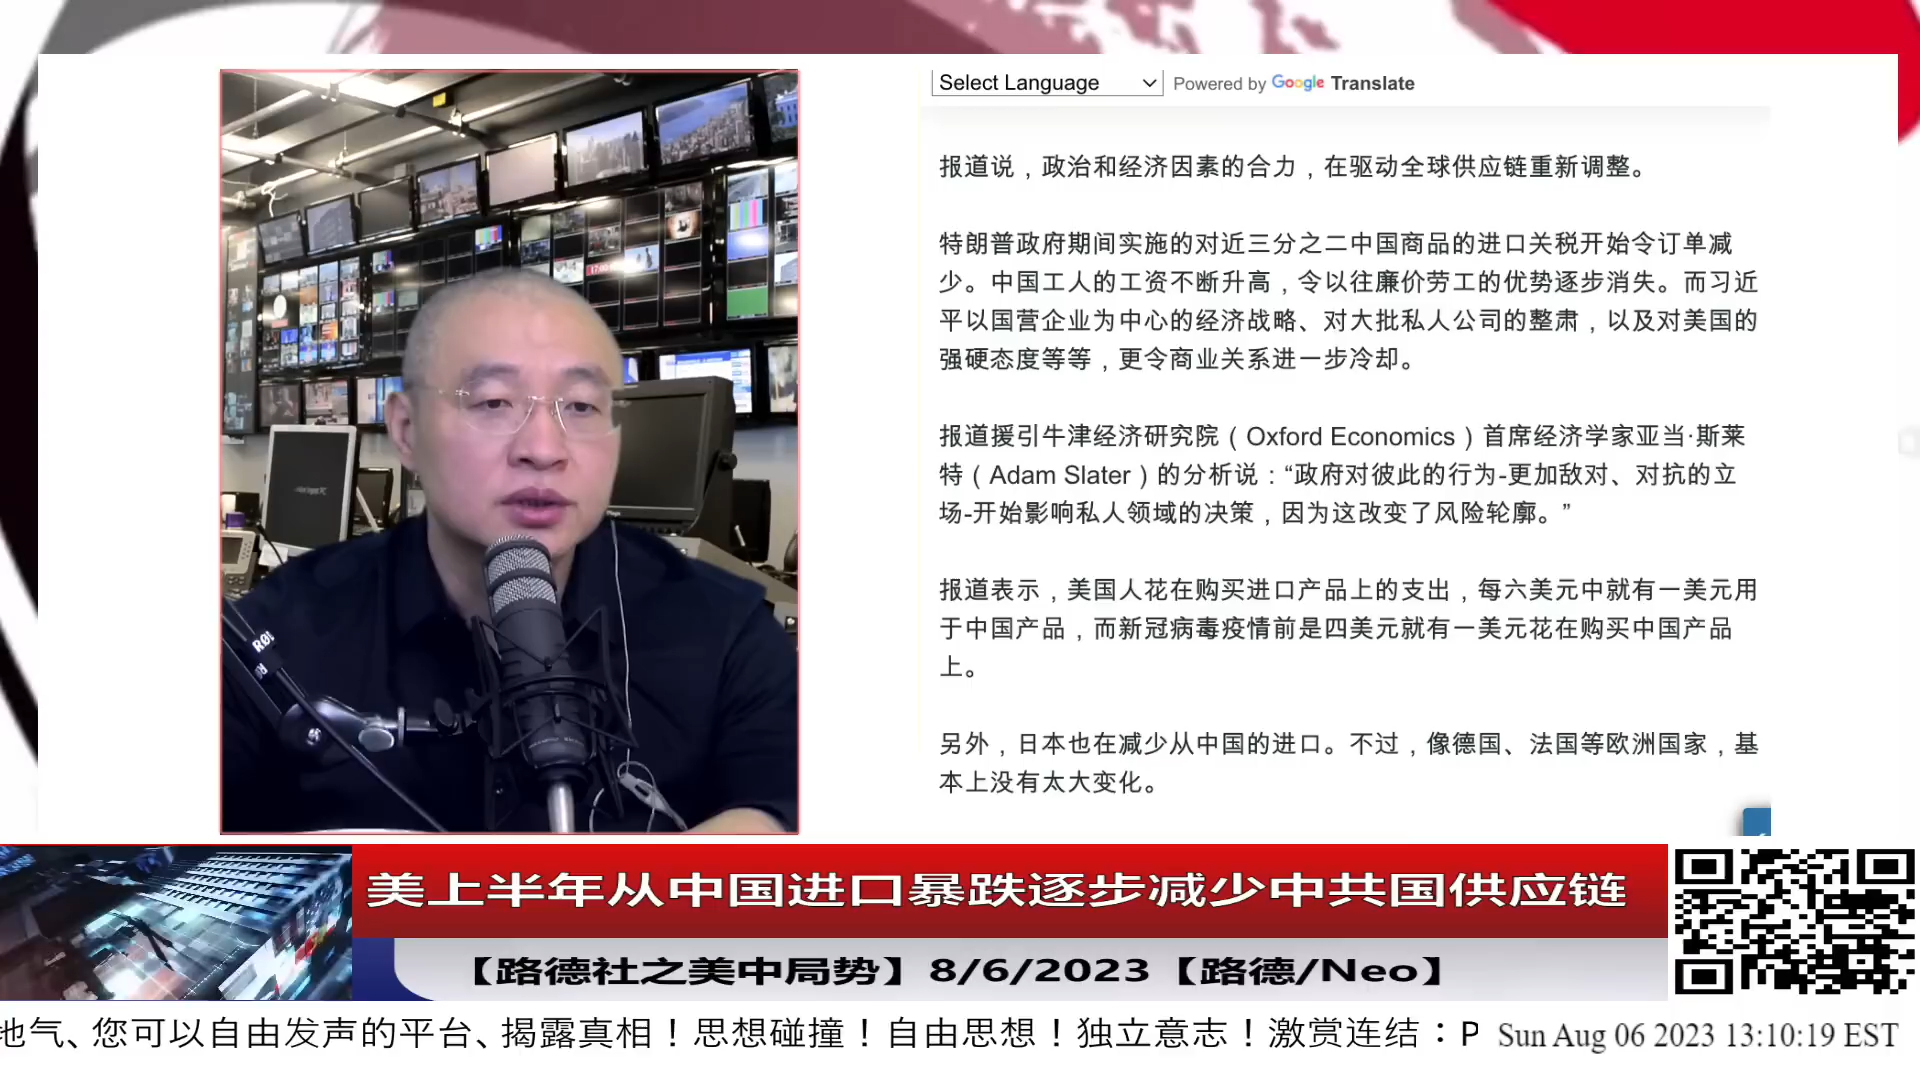 Select Language
Powered by Google Translate
报道说，政治和经济因素的合力，在驱动全球供应链重新调整。
特朗普政府期间实施的对近三分之二中国商品的进口关税开始令订单减
少。中国工人的工资不断升高，令以往廉价劳工的优势逐步消失。而习近
平以国营企业为中心的经济战略、对大批私人公司的整肃，以及对美国的
强硬态度等等，更令商业关系进一步冷却。
报道援引牛津经济研究院（Oxford Economics）首席经济学家亚当·斯莱
特（Adam Slater）的分析说：“政府对彼此的行为-更加敌对、对抗的立
场-开始影响私人领域的决策，因为这改变了风险轮廓。”
报道表示，美国人花在购买进口产品上的支出，每六美元中就有一美元用
于中国产品，而新冠病毒疫情前是四美元就有一美元花在购买中国产品
上。
另外，日本也在减少从中国的进口。不过，像德国、法国等欧洲国家，基
本上没有太大变化。
17:00
RØ
美上半年从中国进口暴跌逐步减少中共国供应链
【路德社之美中局势】8/6/2023【路德/Neo】
地气、您可以自由发声的平台、揭露真相！思想碰撞！自由思想！独立意志！激赏连结：P
Sun Aug 06 2023 13:10:19 EST